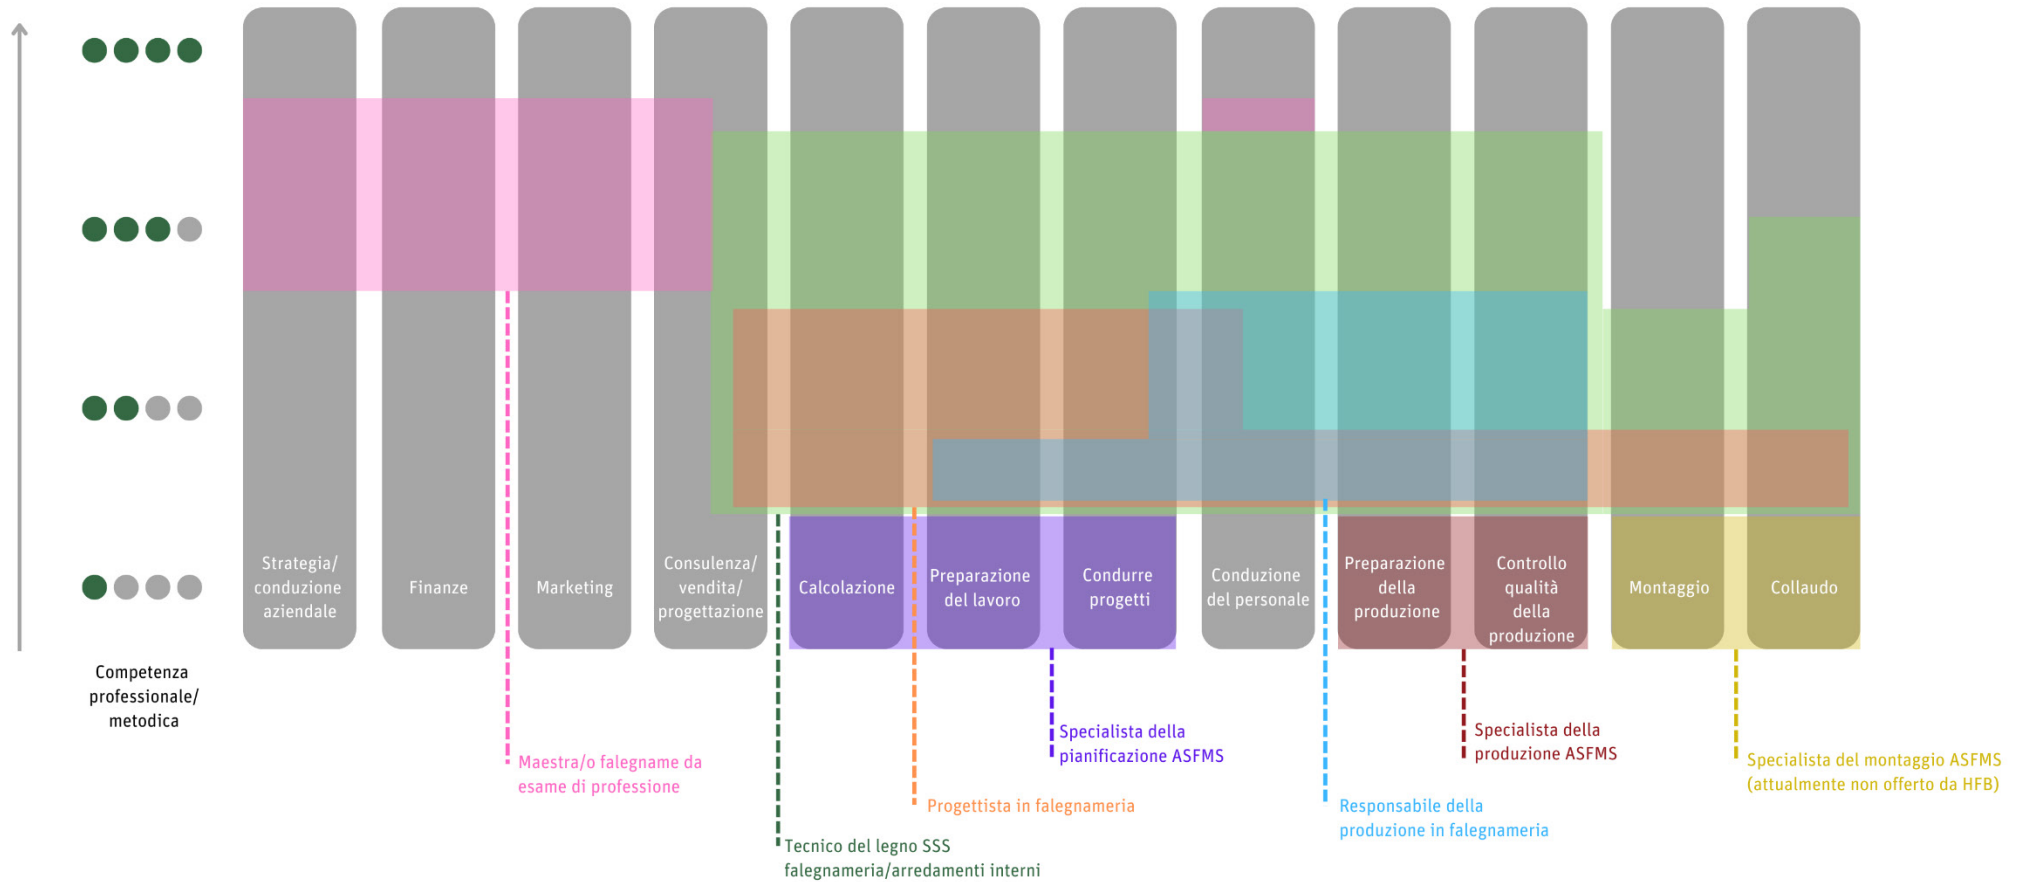 Strategia/
conduzione
aziendale
Finanze
Marketing
Consulenza/
vendita/
progettazione
Calcolazione
Preparazione
del lavoro
Condurre
progetti
Conduzione
del personale
Preparazione
della
produzione
Controllo
qualità
della
produzione
Montaggio
Collaudo
Competenza
professionale/
metodica
Maestra/o falegname da
esame di professione
Tecnico del legno SSS
falegnameria/arredamenti interni
Progettista in falegnameria
Specialista della
pianificazione ASFMS
Responsabile della
produzione in falegnameria
Specialista della
produzione ASFMS
Specialista del montaggio ASFMS
(attualmente non offerto da HFB)